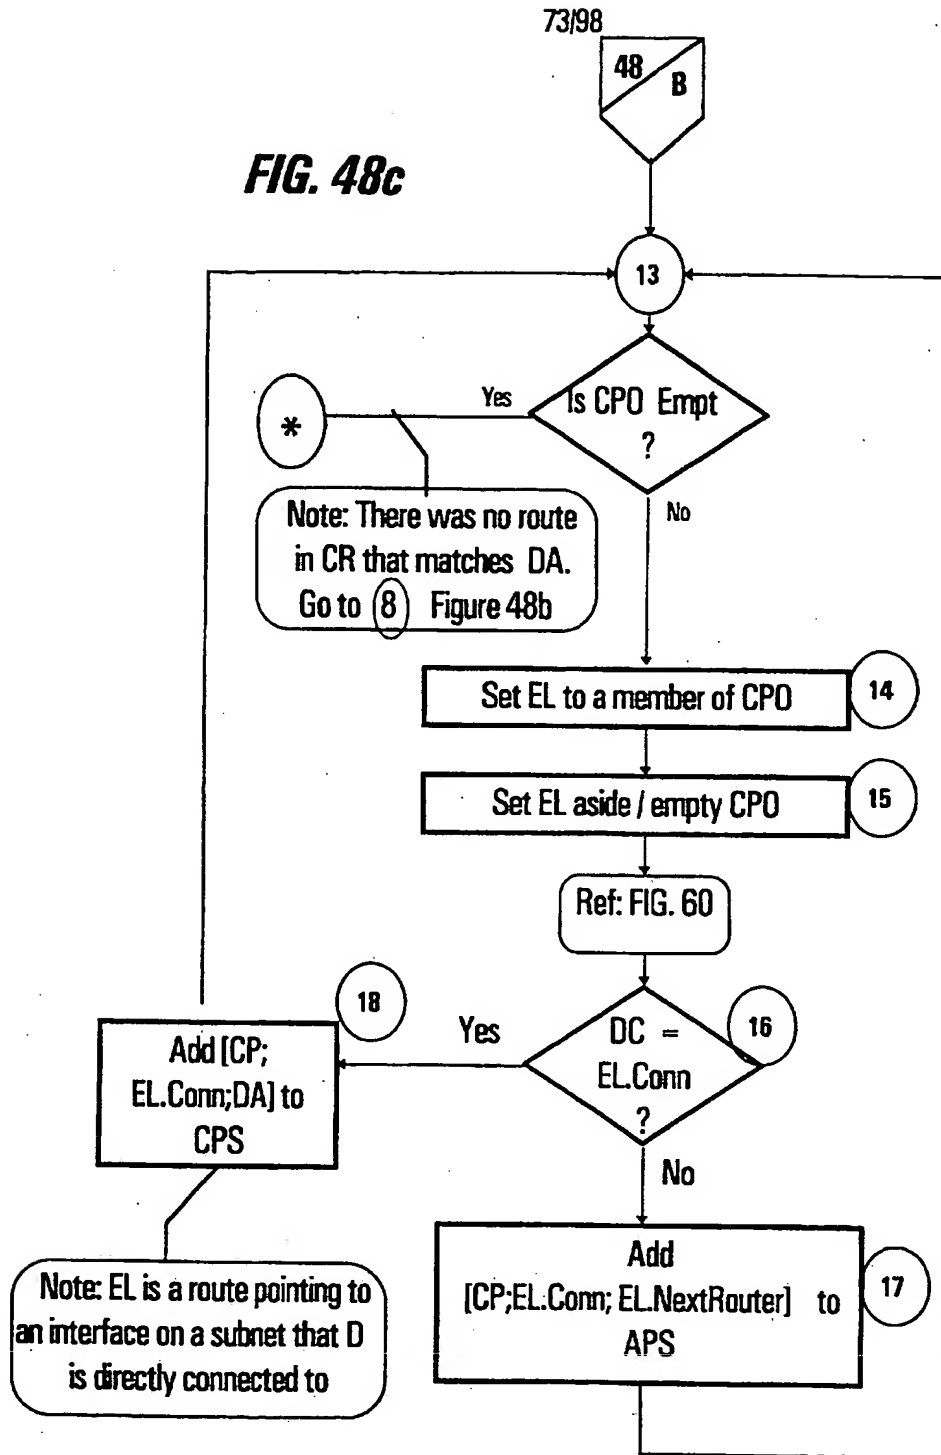 73/98
48
B
FIG. 48c
13
Is CPO Empt
?
Yes
*
No
Note: There was no route
in CR that matches DA.
Go to 8 Figure 48b
Set EL to a member of CPO
14
Set EL aside / empty CPO
15
Ref: FIG. 60
18
Yes
DC =
EL.Conn
?
16
Add [CP;
EL.Conn;DA] to
CPS
No
Add
[CP;EL.Conn; EL.NextRouter] to
APS
17
Note: EL is a route pointing to
an interface on a subnet that D
is directly connected to